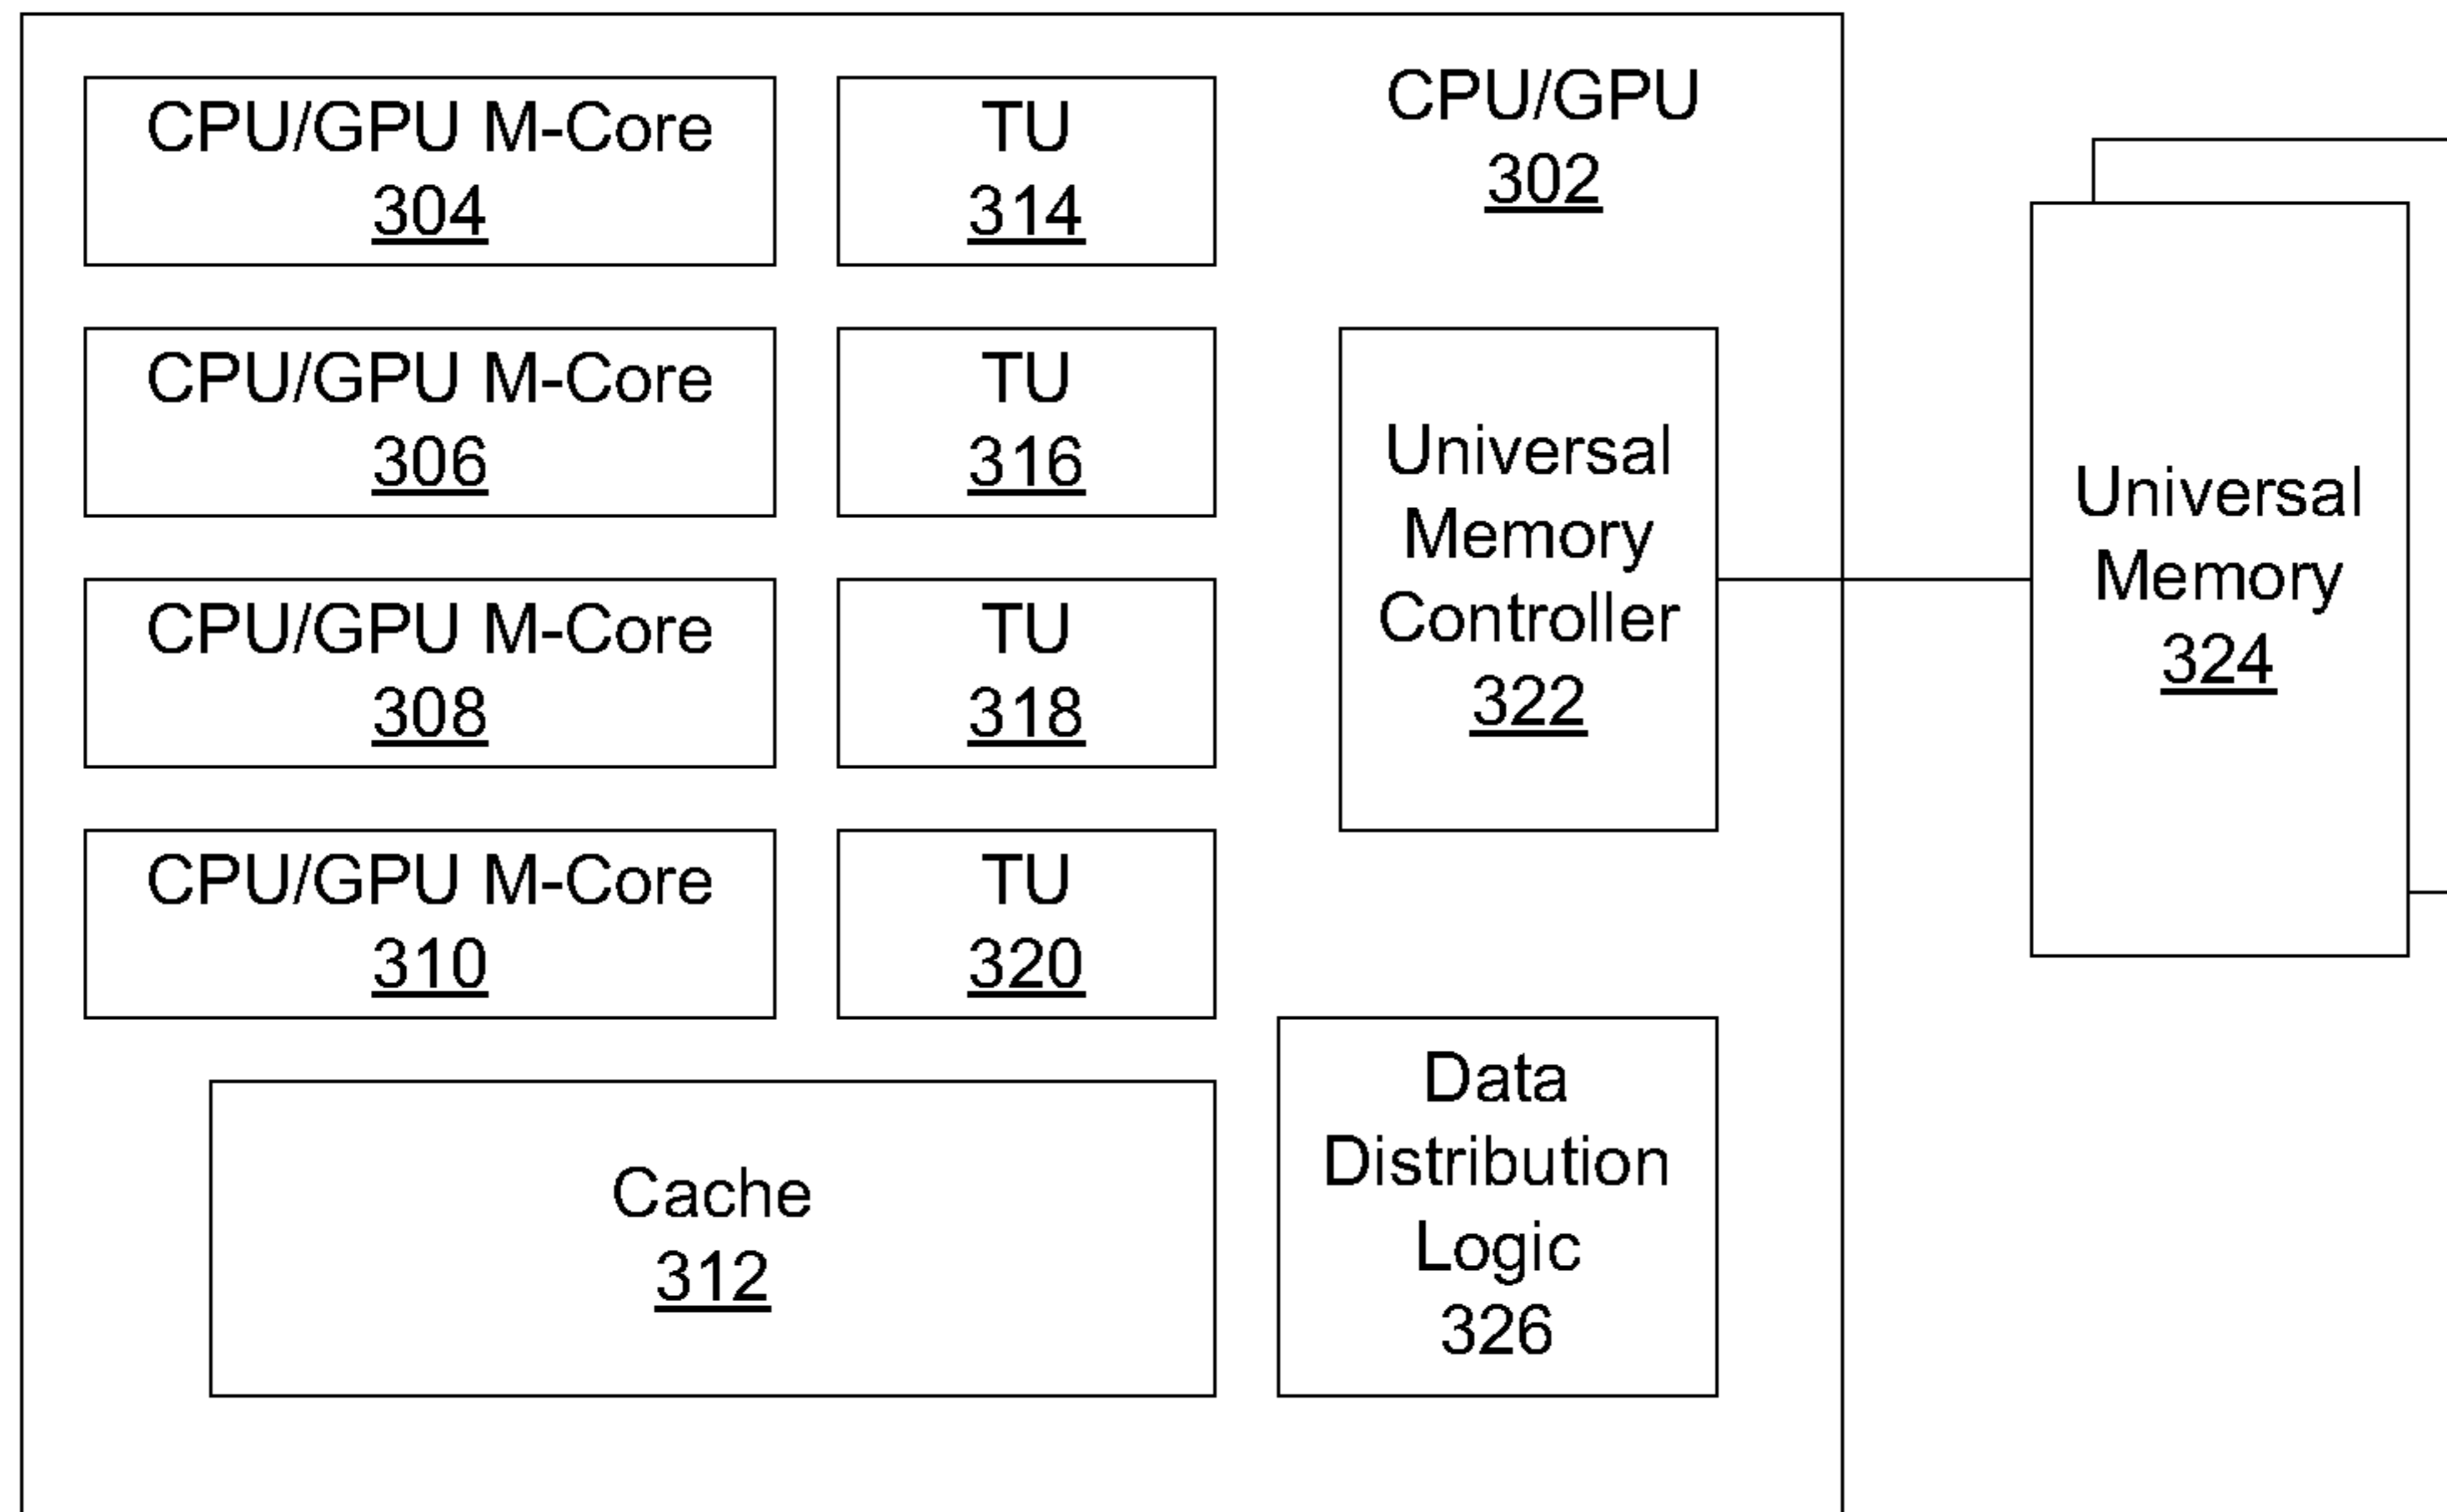 CPU/GPU M-Core
304
TU
314
CPU/GPU
302
CPU/GPU M-Core
306
TU
316
Universal
Memory
Controller
322
Universal
Memory
324
CPU/GPU M-Core
308
TU
318
CPU/GPU M-Core
310
TU
320
Cache
312
Data
Distribution
Logic
326